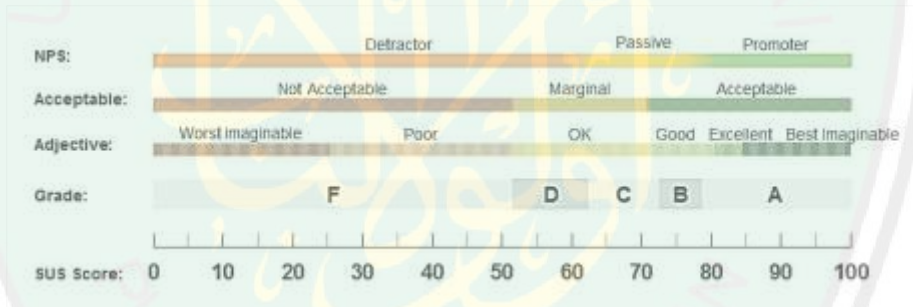 NPS: Detractor Passive Promoter
Acceptable: Not Acceptable Marginal Acceptable
Adjective: Worst Imaginable Poor OK Good Excellent Best Imaginable
Grade: F D C B A
SUS Score: 0 10 20 30 40 50 60 70 80 90 100